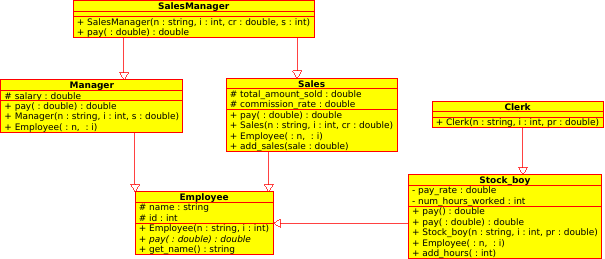 SalesManager
+ SalesManager(n : string, i : int, cr : double, s : int)
+ pay( : double) : double
Manager
# salary : double
+ pay( : double) : double
+ Manager(n : string, i : int, s : double)
+ Employee( : n,  : i)
Sales
# total_amount_sold : double
# commission_rate : double
+ pay( : double) : double
+ Sales(n : string, i : int, cr : double)
+ Employee( : n,  : i)
+ add_sales(sale : double)
Clerk
+ Clerk(n : string, i : int, pr : double)
Employee
# name : string
# id : int
+ Employee(n : string, i : int)
+ pay( : double) : double
+ get_name() : string
Stock_boy
- pay_rate : double
- num_hours_worked : int
+ pay() : double
+ pay( : double) : double
+ Stock_boy(n : string, i : int, pr : double)
+ Employee( : n,  : i)
+ add_hours( : int)